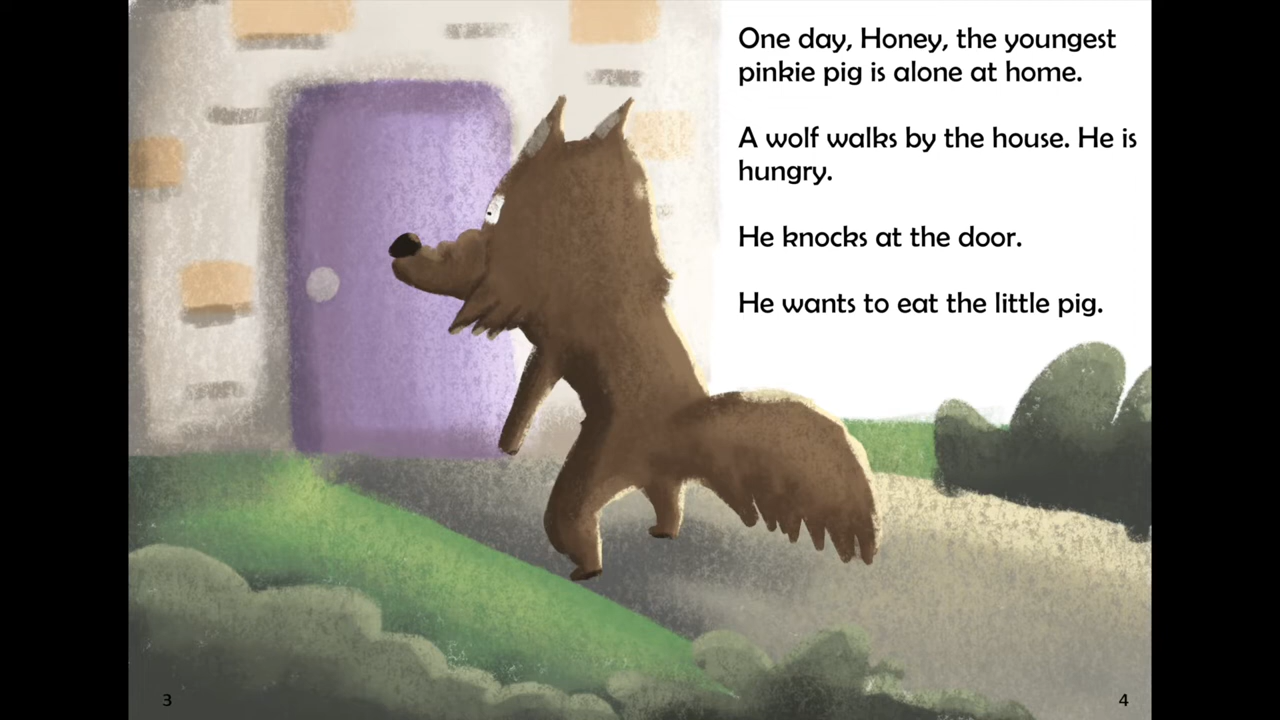 One day, Honey, the youngest
pinkie pig is alone at home.
A wolf walks by the house. He is
hungry.
He knocks at the door.
He wants to eat the little pig.
3
4